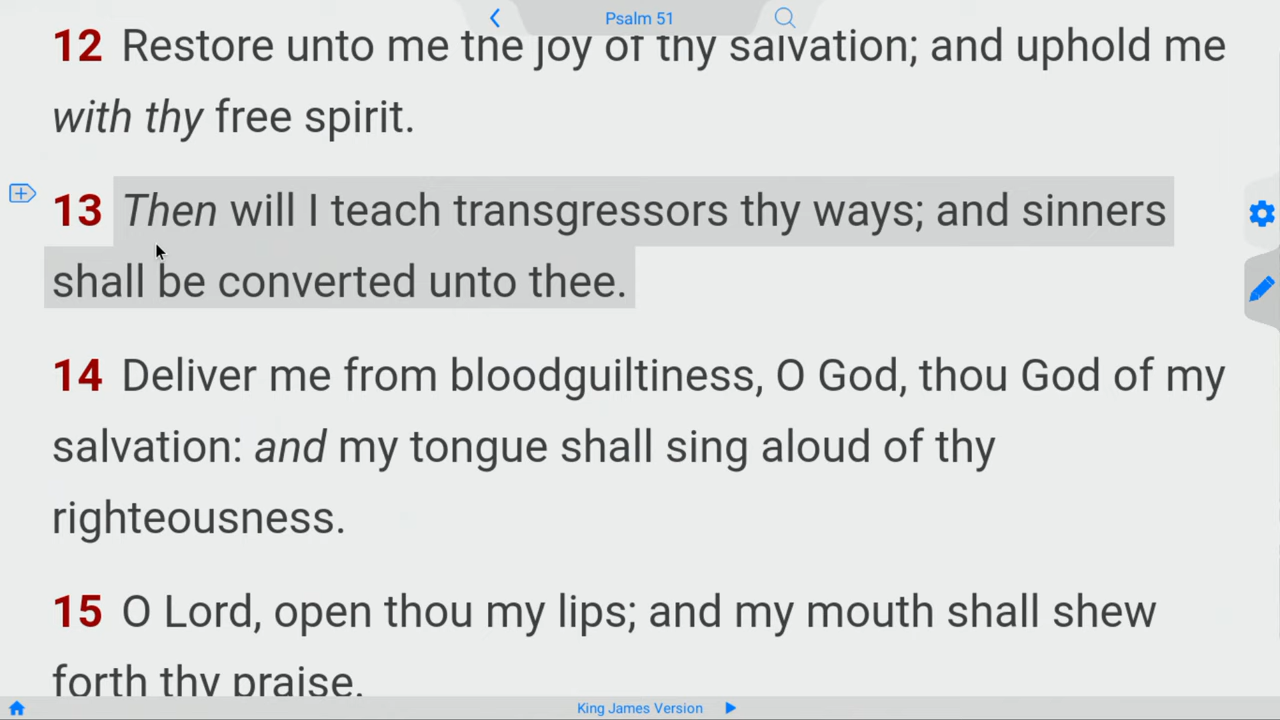 Psalm 51
12 Restore unto me the joy of thy salvation; and uphold me
with thy free spirit.
13 Then will I teach transgressors thy ways; and sinners
shall be converted unto thee.
14 Deliver me from bloodguiltiness, O God, thou God of my
salvation: and my tongue shall sing aloud of thy
righteousness.
15 O Lord, open thou my lips; and my mouth shall shew
forth thy praise.
King James Version